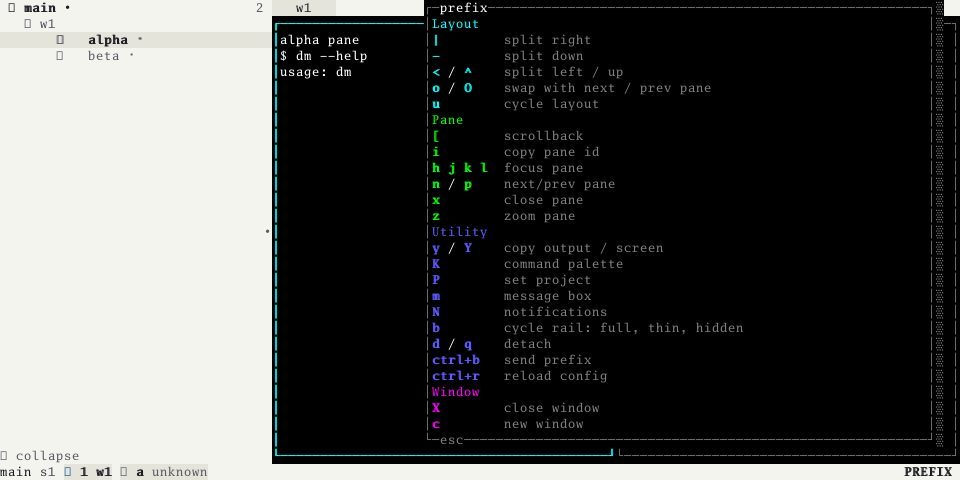 main • 2
w1
alpha •
beta •
collapse
w1
alpha pane
$ dm --help
usage: dm
prefix
Layout
| split right
- split down
< / ^ split left / up
o / O swap with next / prev pane
u cycle layout
Pane
[ scrollback
i copy pane id
h j k l focus pane
n / p next/prev pane
x close pane
z zoom pane
Utility
y / Y copy output / screen
K command palette
P set project
m message box
N notifications
b cycle rail: full, thin, hidden
d / q detach
ctrl+b send prefix
ctrl+r reload config
Window
X close window
c new window
esc
main s1 1 w1 a unknown PREFIX